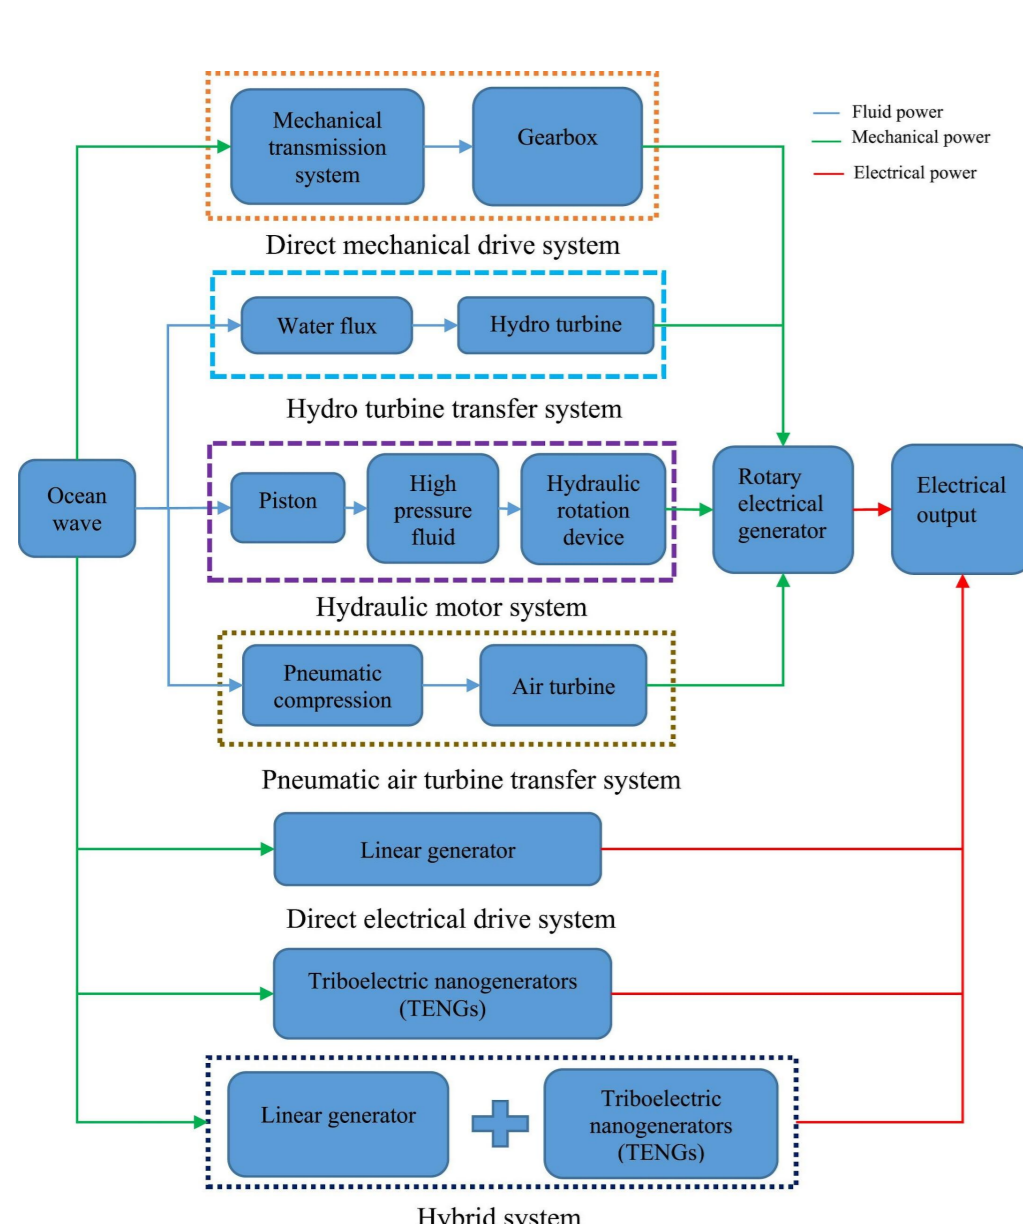 Mechanical
transmission
system
Gearbox
Fluid power
Mechanical power
Electrical power
Direct mechanical drive system
Water flux
Hydro turbine
Hydro turbine transfer system
Ocean
wave
Piston
High
pressure
fluid
Hydraulic
rotation
device
Rotary
electrical
generator
Electrical
output
Hydraulic motor system
Pneumatic
compression
Air turbine
Pneumatic air turbine transfer system
Linear generator
Direct electrical drive system
Triboelectric nanogenerators
(TENGs)
Linear generator
Triboelectric
nanogenerators
(TENGs)
Hybrid system